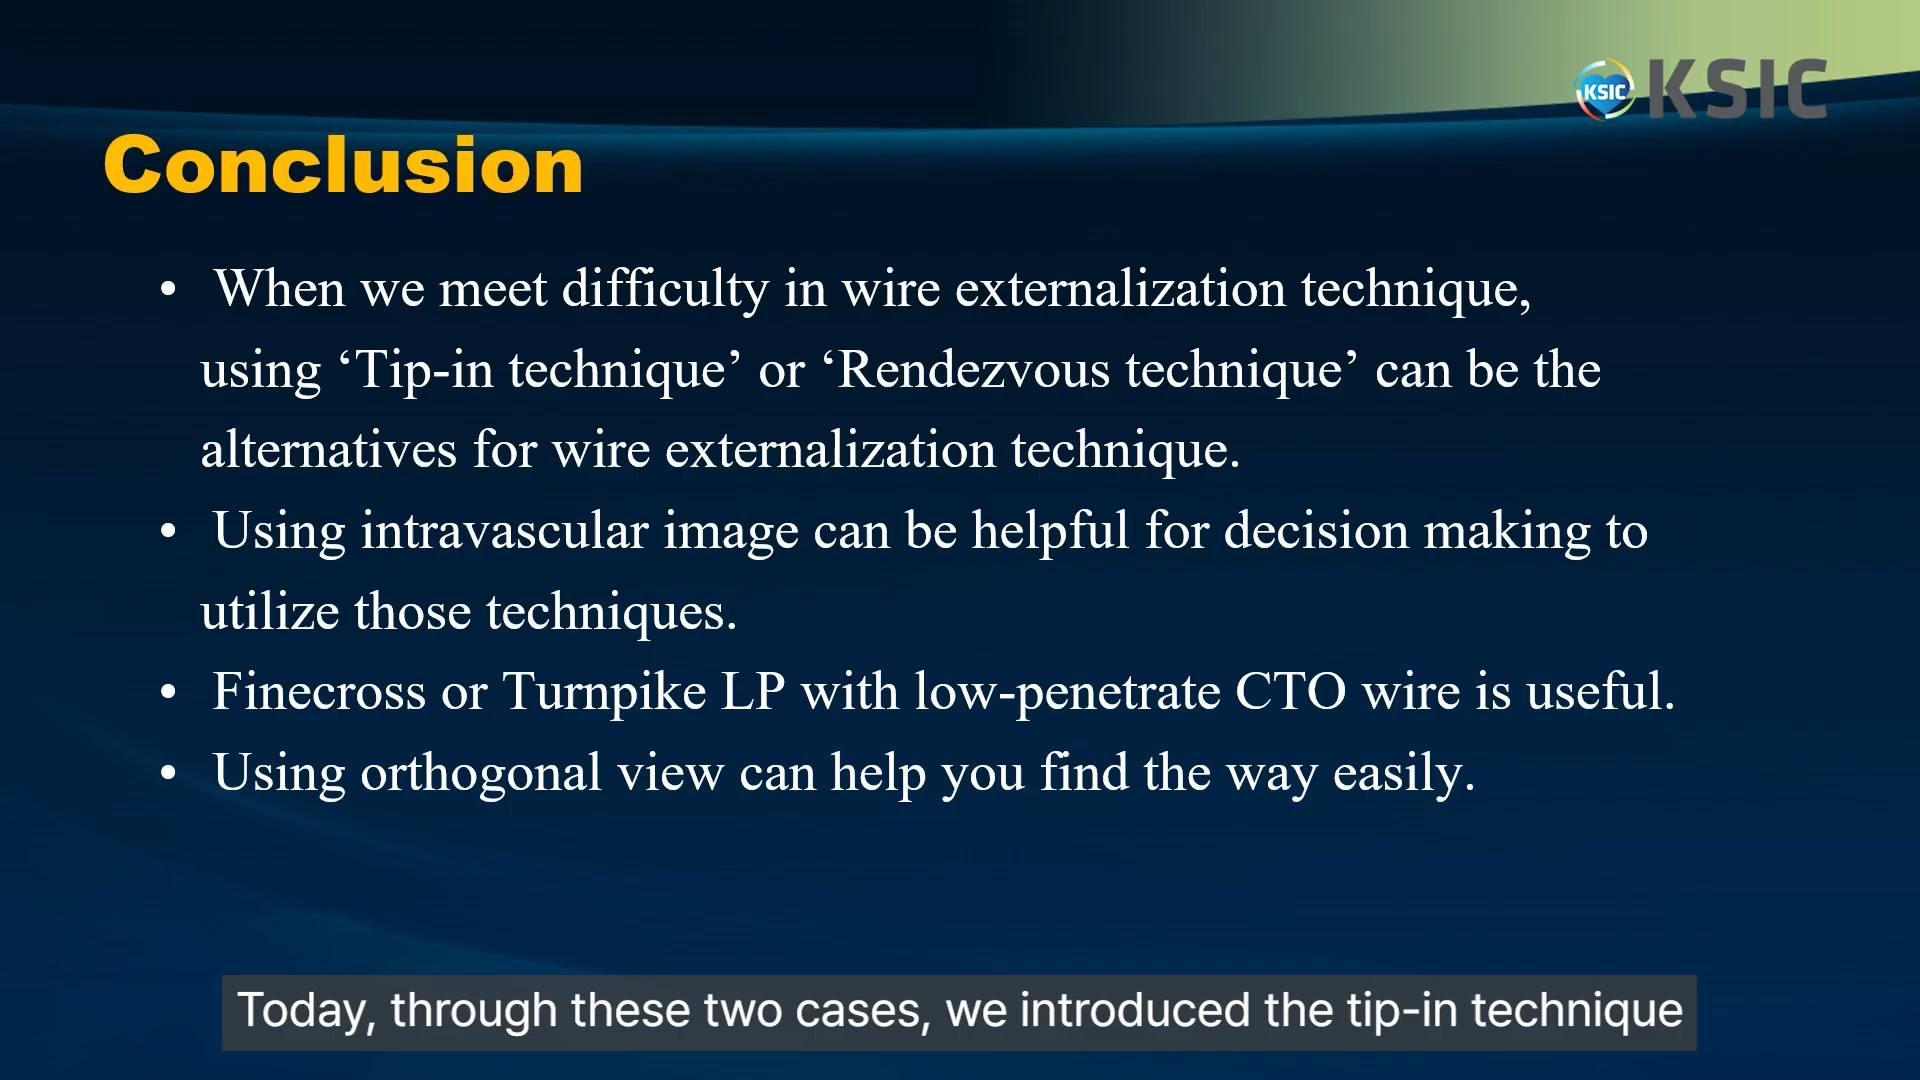 KSIC KSIC
Conclusion
• When we meet difficulty in wire externalization technique,
using ‘Tip-in technique’ or ‘Rendezvous technique’ can be the
alternatives for wire externalization technique.
• Using intravascular image can be helpful for decision making to
utilize those techniques.
• Finecross or Turnpike LP with low-penetrate CTO wire is useful.
• Using orthogonal view can help you find the way easily.
Today, through these two cases, we introduced the tip-in technique